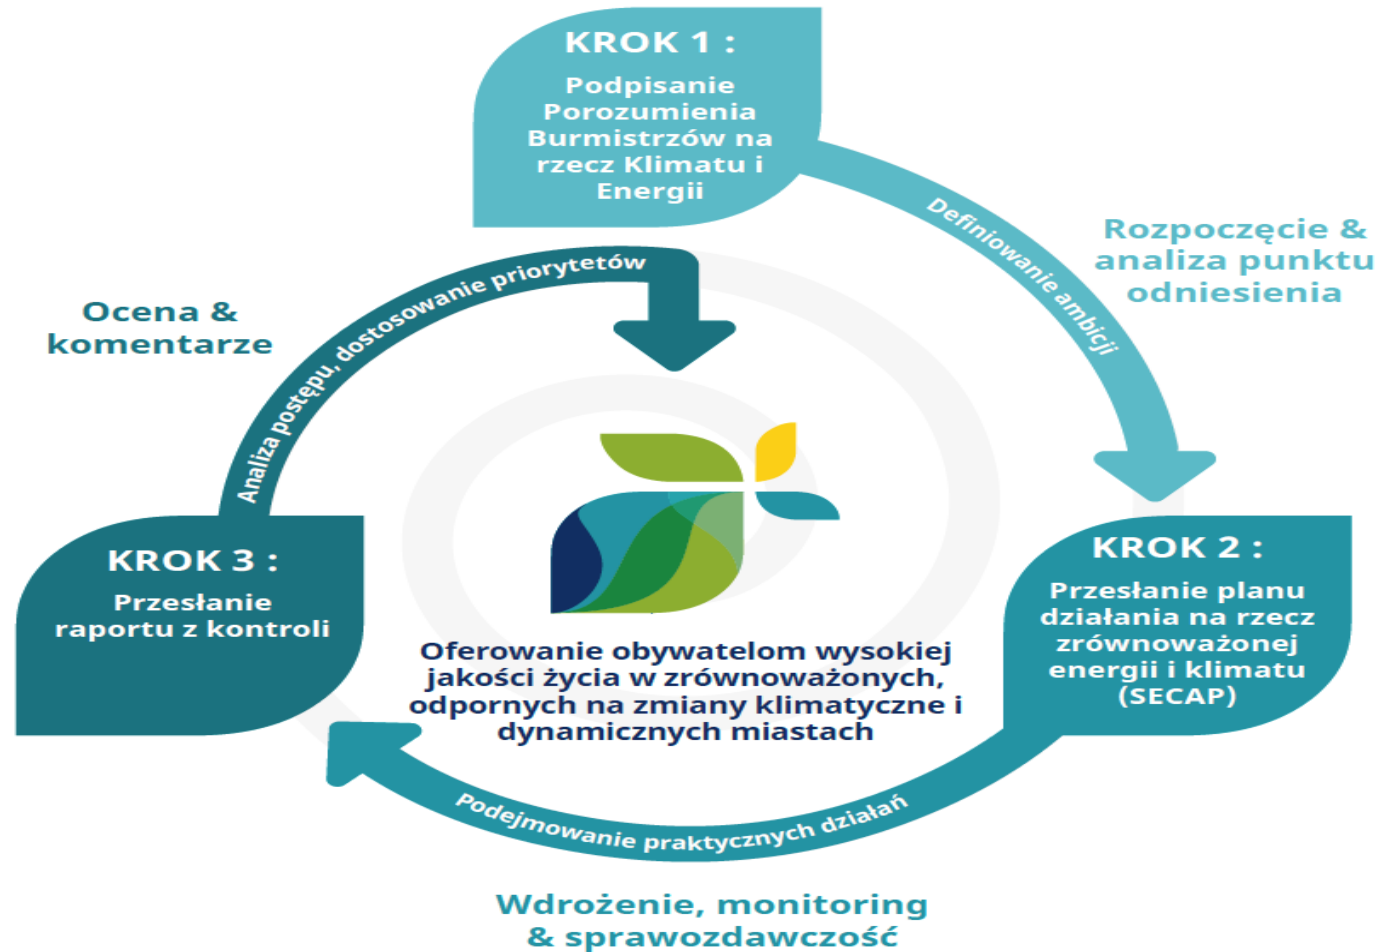 KROK 1 :
Podpisanie
Porozumienia
Burmistrzów na
rzecz Klimatu i
Energii
Definiowanie ambicji
Rozpoczęcie &
analiza punktu
odniesienia
KROK 2 :
Przesłanie planu
działania na rzecz
zrównoważonej
energii i klimatu
(SECAP)
Podejmowanie praktycznych działań
Wdrożenie, monitoring
& sprawozdawczość
KROK 3 :
Przesłanie
raportu z kontroli
Analiza postępu, dostosowanie priorytetów
Ocena &
komentarze
Oferowanie obywatelom wysokiej
jakości życia w zrównoważonych,
odpornych na zmiany klimatyczne i
dynamicznych miastach